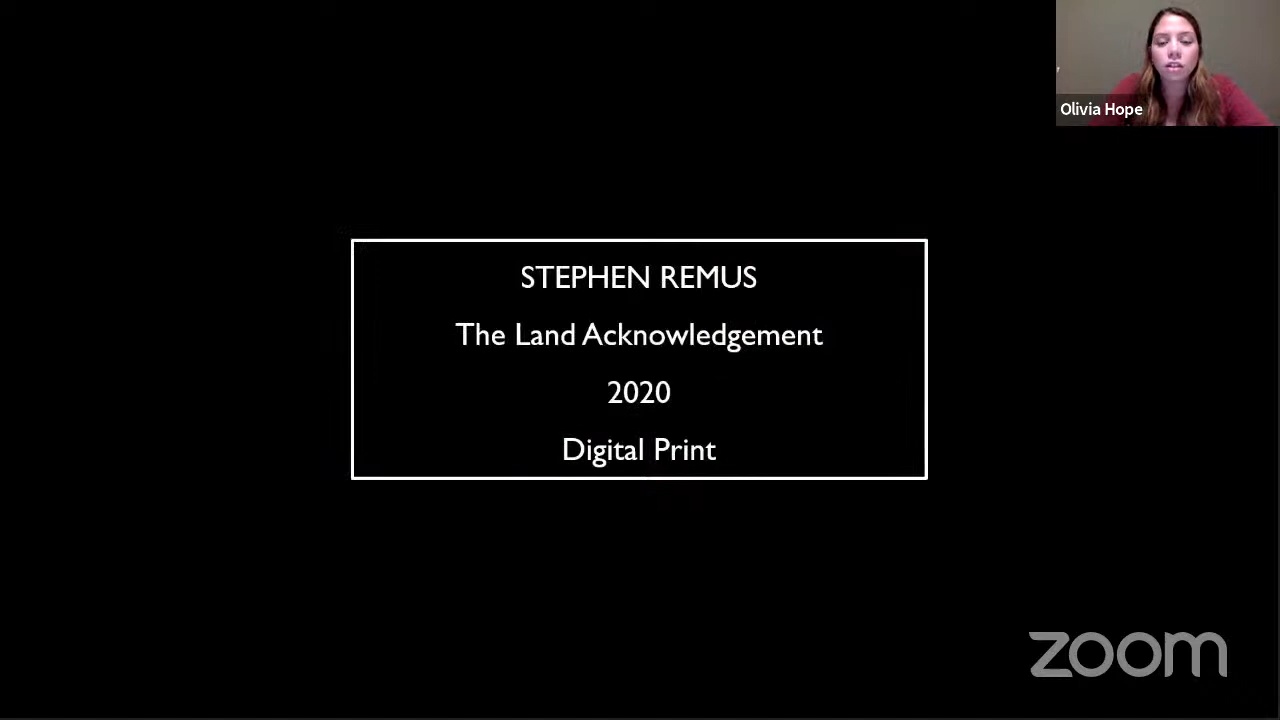 Olivia Hope
STEPHEN REMUS
The Land Acknowledgement
2020
Digital Print
zoom